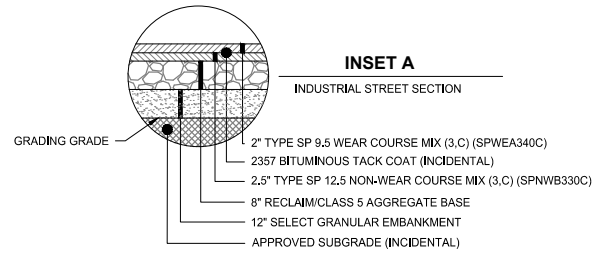 INSET A
INDUSTRIAL STREET SECTION
GRADING GRADE
2" TYPE SP 9.5 WEAR COURSE MIX (3,C) (SPWEA340C)
2357 BITUMINOUS TACK COAT (INCIDENTAL)
2.5" TYPE SP 12.5 NON-WEAR COURSE MIX (3,C) (SPNWB330C)
8" RECLAIM/CLASS 5 AGGREGATE BASE
12" SELECT GRANULAR EMBANKMENT
APPROVED SUBGRADE (INCIDENTAL)